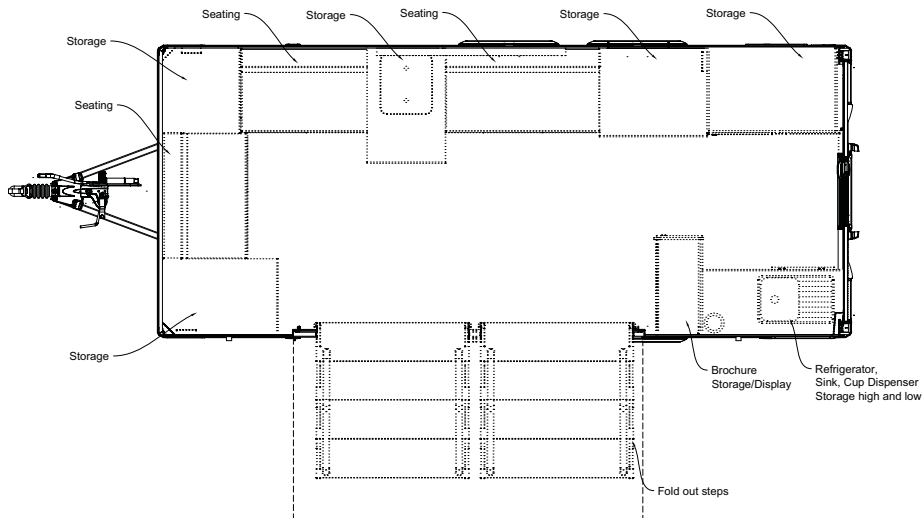 Seating
Storage
Seating
Storage
Storage
Storage
Seating
Storage
Brochure
Storage/Display
Refrigerator,
Sink, Cup Dispenser
Storage high and low
Fold out steps